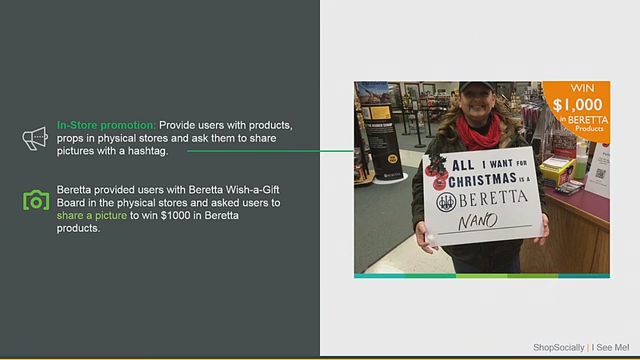 In-Store promotion: Provide users with products,
props in physical stores and ask them to share
pictures with a hashtag.
Beretta provided users with Beretta Wish-a-Gift
Board in the physical stores and asked users to
share a picture to win $1000 in Beretta
products.
WIN
$1,000
in BERETTA
Products
ALL I WANT FOR
CHRISTMAS IS A
BERETTA
NANO
ShopSocially | I See Me!